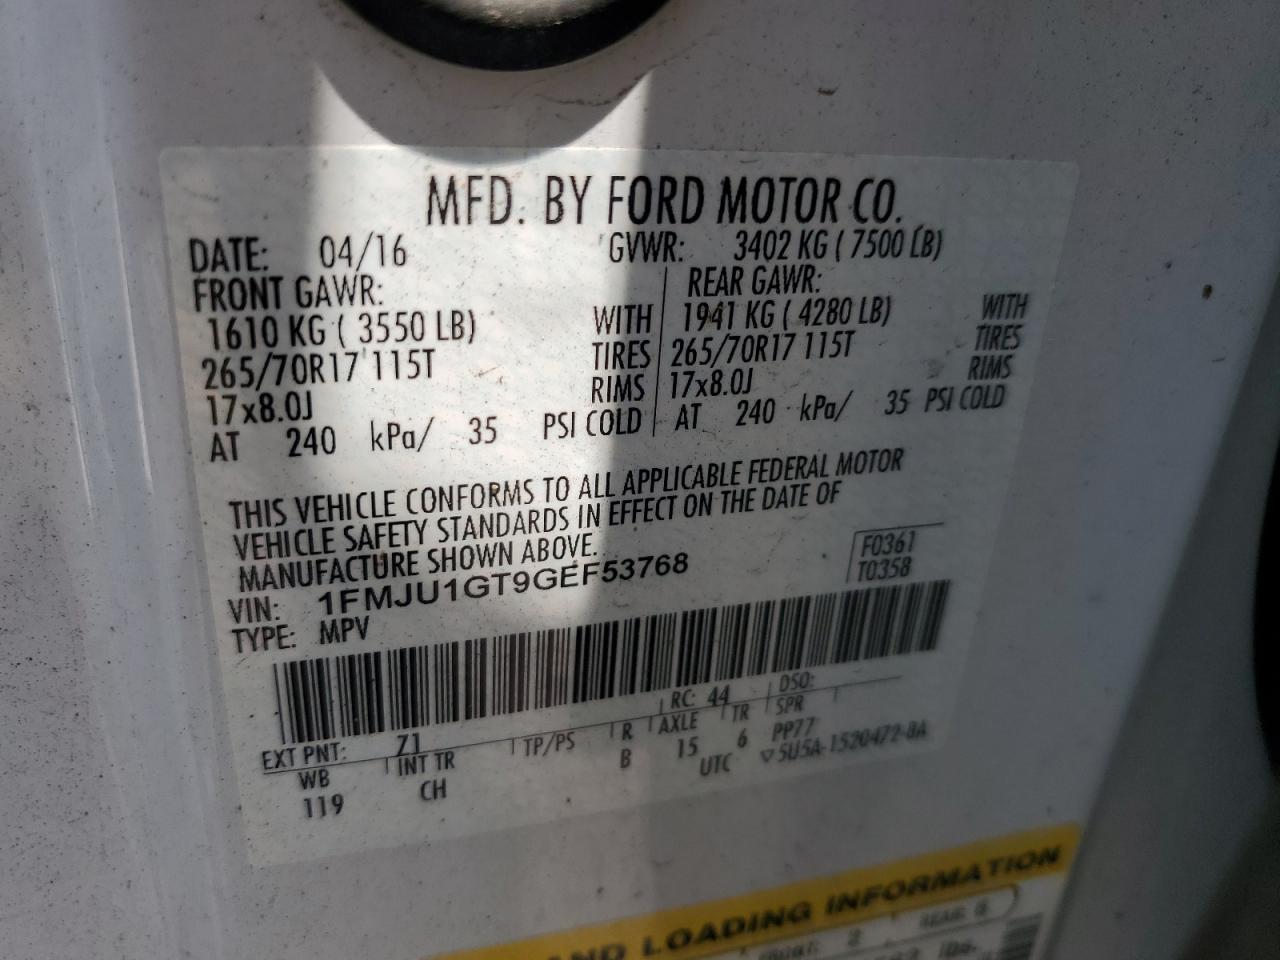 MFD. BY FORD MOTOR CO.
DATE: 04/16 GVWR: 3402 KG ( 7500 LB)
FRONT GAWR: REAR GAWR:
1610 KG ( 3550 LB) WITH 1941 KG ( 4280 LB) WITH
265/70R17 115T TIRES 265/70R17 115T TIRES
17x8.0J RIMS 17x8.0J RIMS
AT 240 kPa/ 35 PSI COLD AT 240 kPa/ 35 PSI COLD
THIS VEHICLE CONFORMS TO ALL APPLICABLE FEDERAL MOTOR
VEHICLE SAFETY STANDARDS IN EFFECT ON THE DATE OF
MANUFACTURE SHOWN ABOVE.
VIN: 1FMJU1GT9GEF53768
TYPE: MPV
F0361
T0358
EXT PNT: Z1 RC: 44 DSO:
WB INT TR TP/PS R AXLE TR SPR
119 CH B 15 6 PP77
UTC ▽5U5A-1520472-8A
AND LOADING INFORMATION
2 REAR 5